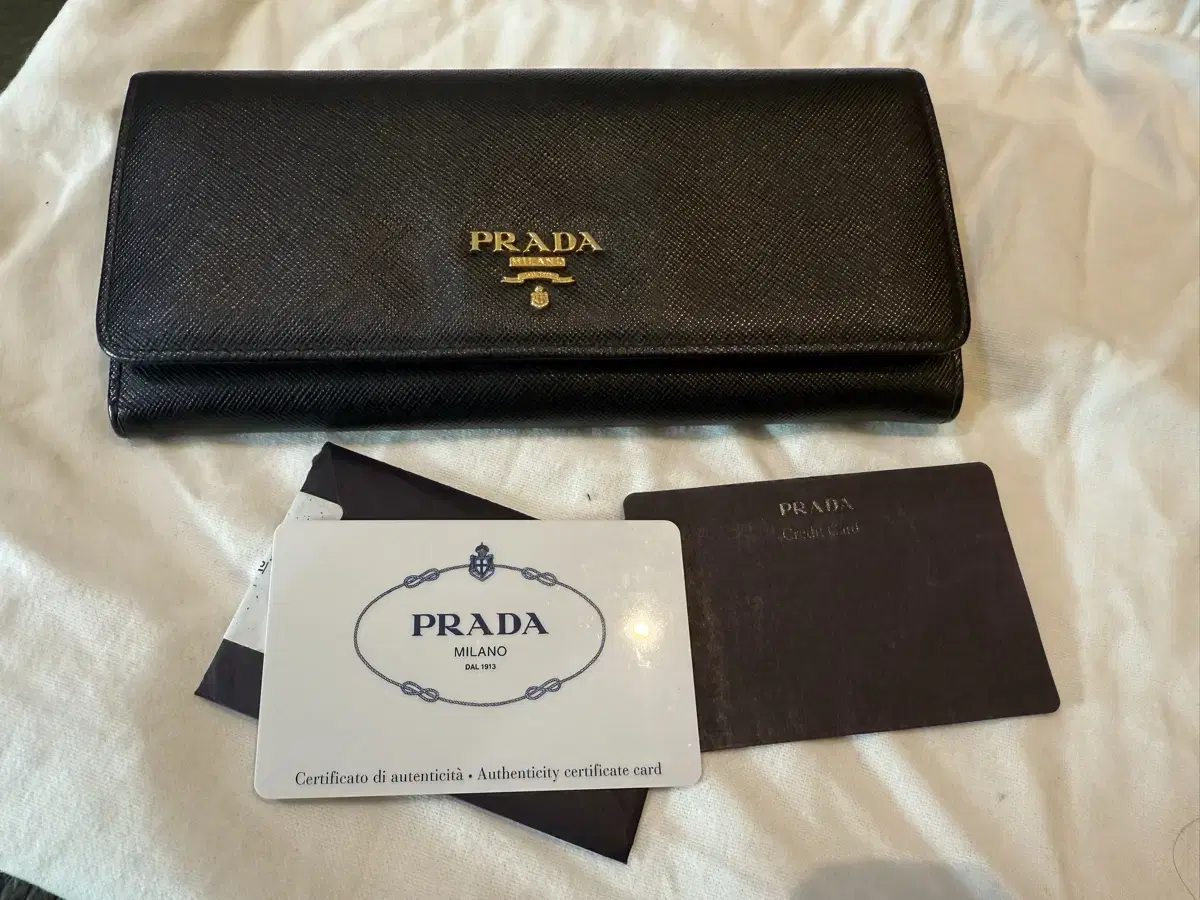 PRADA
MILANO
PRADA
Credit Card
PRADA
MILANO
DAL 1913
Certificato di autenticità • Authenticity certificate card